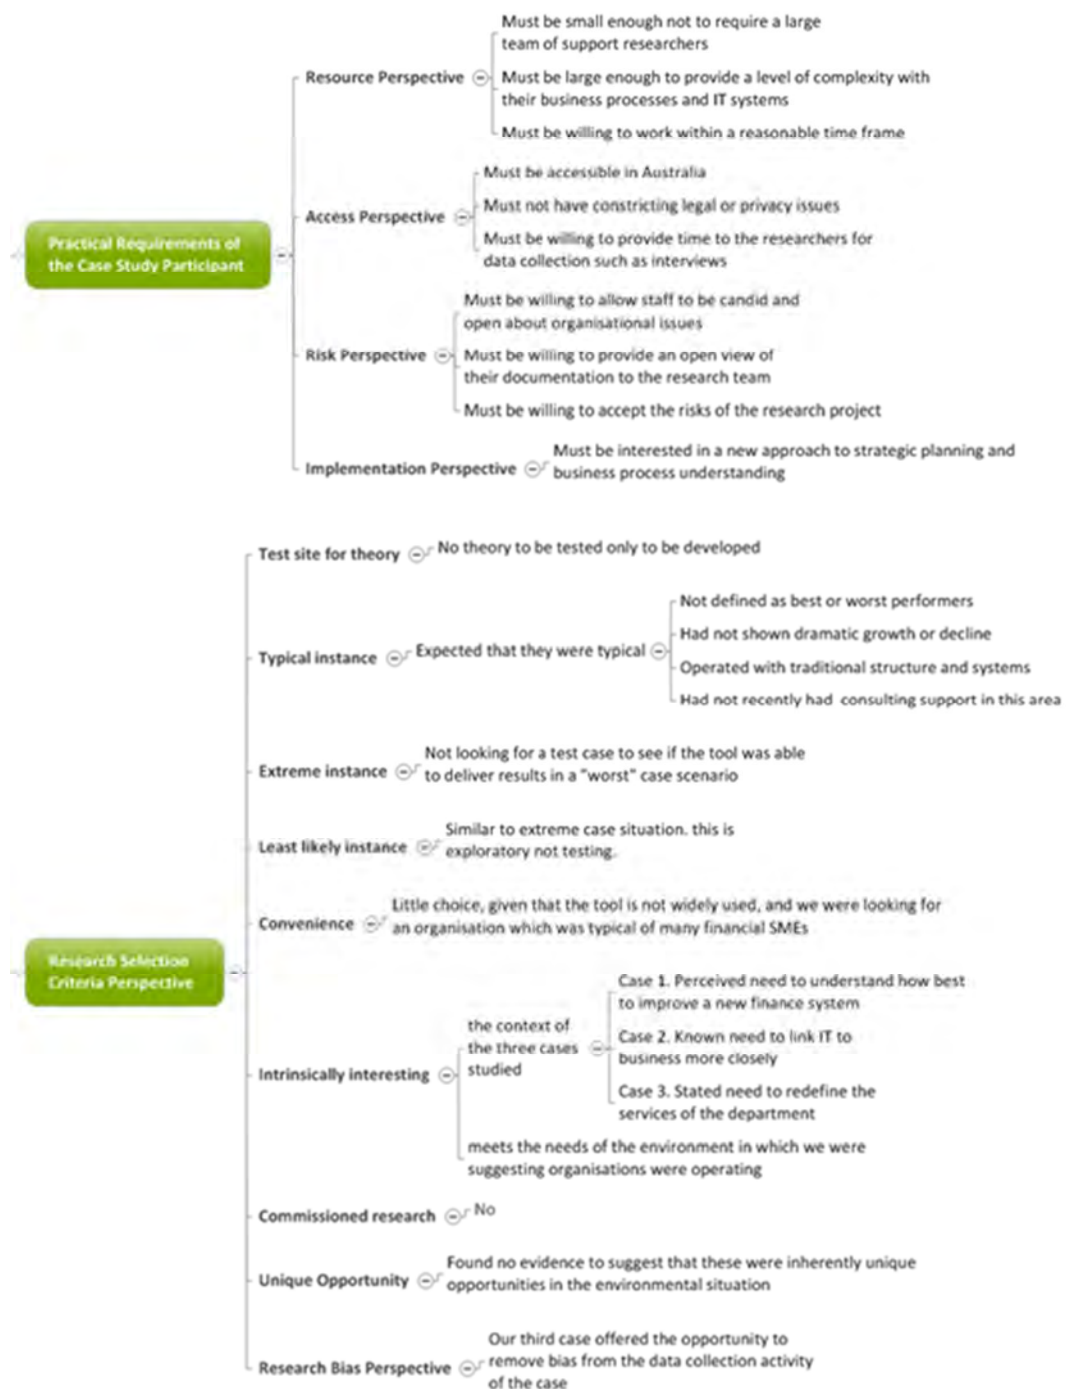 Practical Requirements of
the Case Study Participant
Resource Perspective
Must be small enough not to require a large
team of support researchers
Must be large enough to provide a level of complexity with
their business processes and IT systems
Must be willing to work within a reasonable time frame
Access Perspective
Must be accessible in Australia
Must not have constricting legal or privacy issues
Must be willing to provide time to the researchers for
data collection such as interviews
Risk Perspective
Must be willing to allow staff to be candid and
open about organisational issues
Must be willing to provide an open view of
their documentation to the research team
Must be willing to accept the risks of the research project
Implementation Perspective
Must be interested in a new approach to strategic planning and
business process understanding
Research Selection
Criteria Perspective
Test site for theory
No theory to be tested only to be developed
Typical instance
Expected that they were typical
Not defined as best or worst performers
Had not shown dramatic growth or decline
Operated with traditional structure and systems
Had not recently had consulting support in this area
Extreme instance
Not looking for a test case to see if the tool was able
to deliver results in a "worst" case scenario
Least likely instance
Similar to extreme case situation. this is
exploratory not testing.
Convenience
Little choice, given that the tool is not widely used, and we were looking for
an organisation which was typical of many financial SMEs
Intrinsically interesting
the context of
the three cases
studied
Case 1. Perceived need to understand how best
to improve a new finance system
Case 2. Known need to link IT to
business more closely
Case 3. Stated need to redefine the
services of the department
meets the needs of the environment in which we were
suggesting organisations were operating
Commissioned research
No
Unique Opportunity
Found no evidence to suggest that these were inherently unique
opportunities in the environmental situation
Research Bias Perspective
Our third case offered the opportunity to
remove bias from the data collection activity
of the case